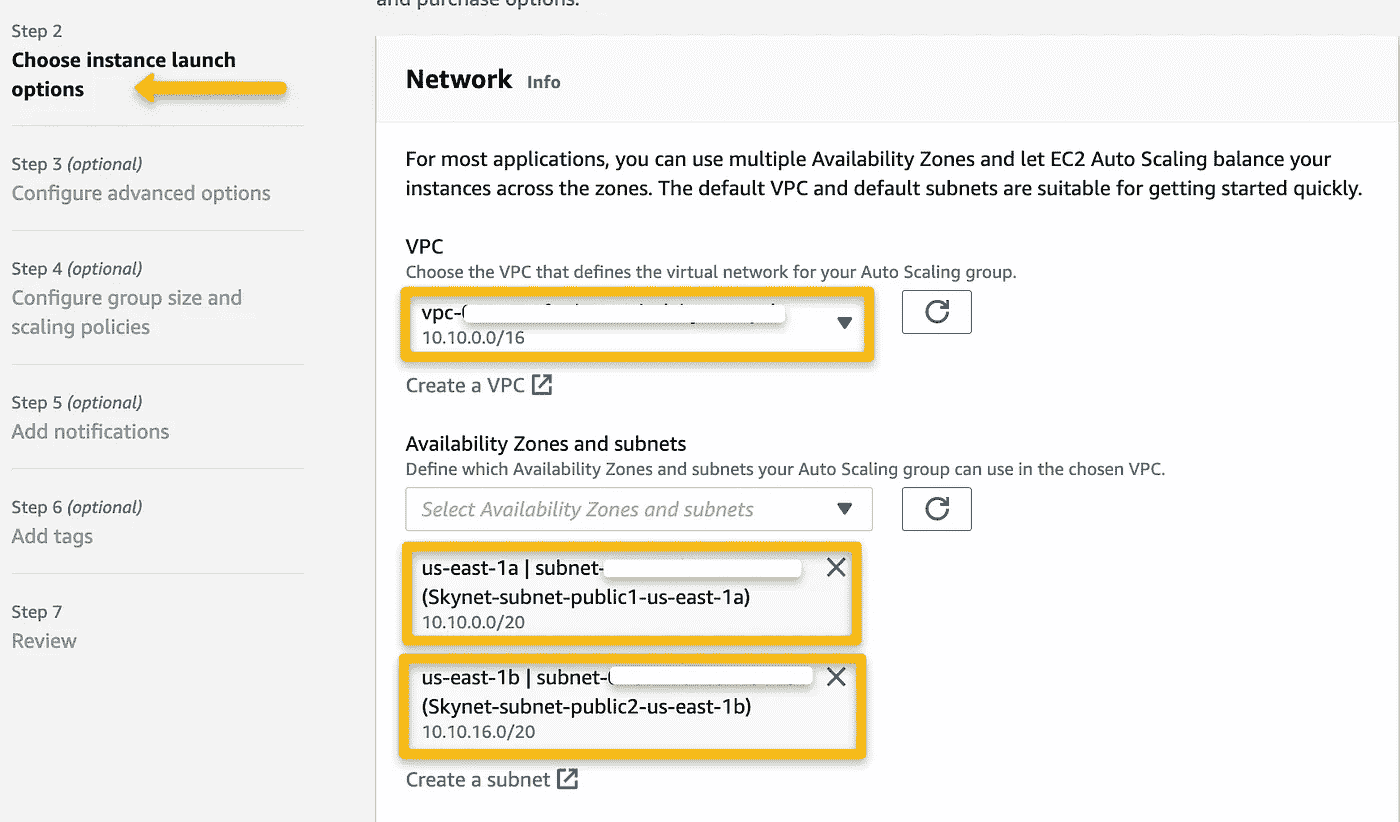 and purchase options.
Step 2
Choose instance launch
options
Step 3 (optional)
Configure advanced options
Step 4 (optional)
Configure group size and
scaling policies
Step 5 (optional)
Add notifications
Step 6 (optional)
Add tags
Step 7
Review
Network Info
For most applications, you can use multiple Availability Zones and let EC2 Auto Scaling balance your
instances across the zones. The default VPC and default subnets are suitable for getting started quickly.
VPC
Choose the VPC that defines the virtual network for your Auto Scaling group.
vpc-
10.10.0.0/16
Create a VPC
Availability Zones and subnets
Define which Availability Zones and subnets your Auto Scaling group can use in the chosen VPC.
Select Availability Zones and subnets
us-east-1a | subnet-
(Skynet-subnet-public1-us-east-1a)
10.10.0.0/20
us-east-1b | subnet-
(Skynet-subnet-public2-us-east-1b)
10.10.16.0/20
Create a subnet